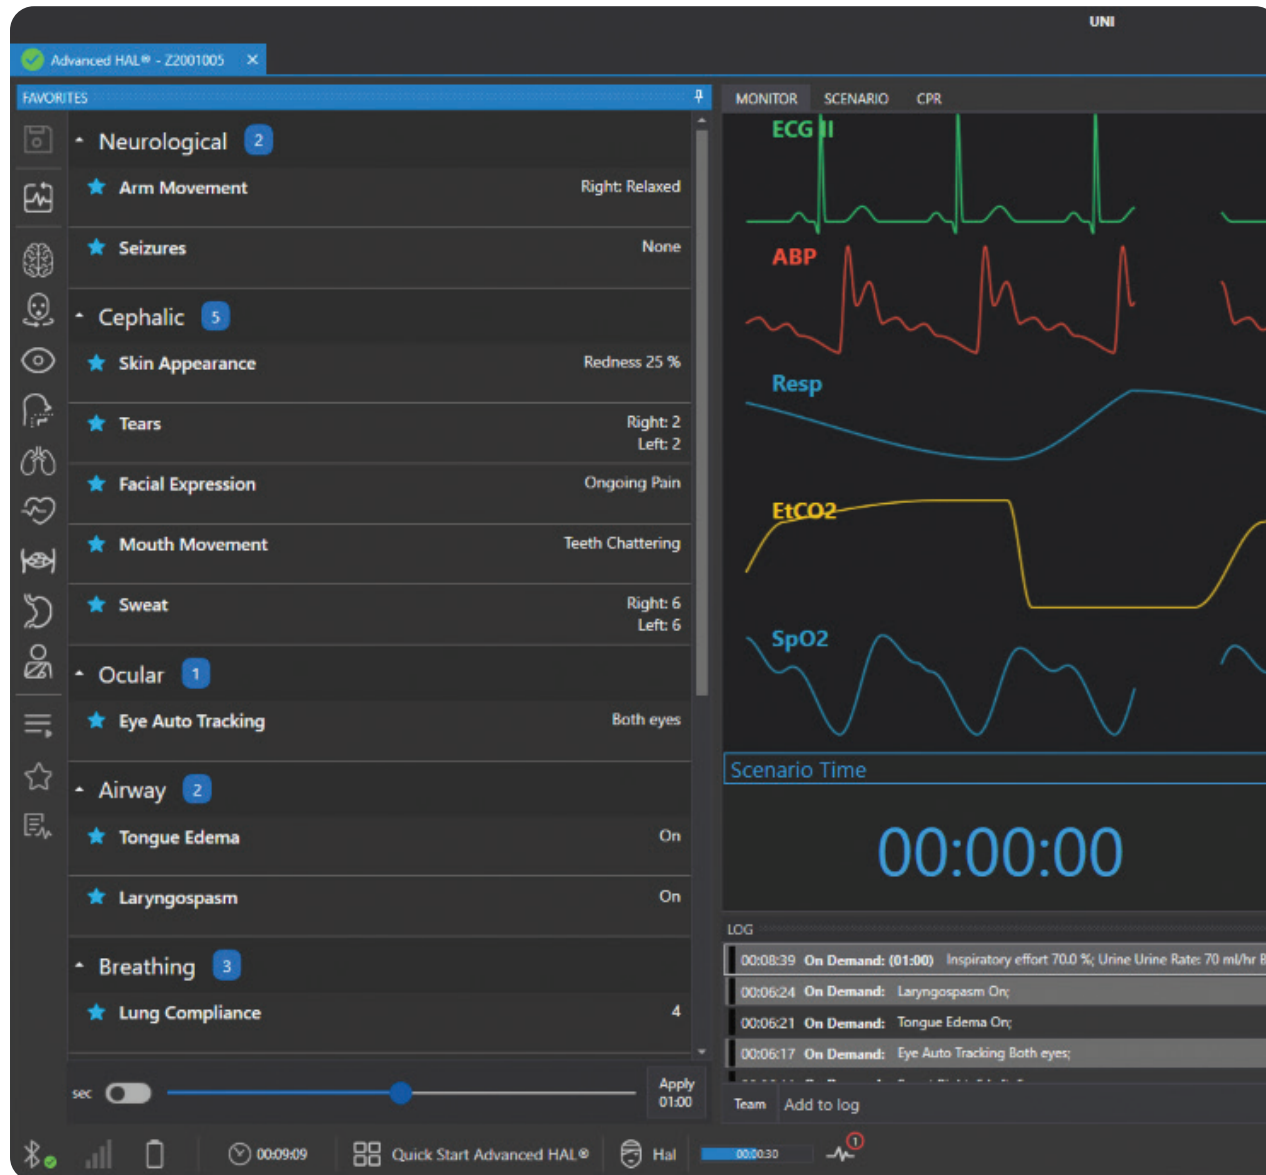 UNI
Advanced HAL® - Z2001005 ×
FAVORITES
Neurological 2
Arm Movement Right: Relaxed
Seizures None
Cephalic 5
Skin Appearance Redness 25 %
Tears Right: 2
Left: 2
Facial Expression Ongoing Pain
Mouth Movement Teeth Chattering
Sweat Right: 6
Left: 6
Ocular 1
Eye Auto Tracking Both eyes
Airway 2
Tongue Edema On
Laryngospasm On
Breathing 3
Lung Compliance 4
sec Apply
01:00
MONITOR SCENARIO CPR
ECG II
ABP
Resp
EtCO2
SpO2
Scenario Time
00:00:00
LOG
00:08:39 On Demand: (01:00) Inspiratory effort 70.0 %; Urine Urine Rate: 70 ml/hr B
00:06:24 On Demand: Laryngospasm On;
00:06:21 On Demand: Tongue Edema On;
00:06:17 On Demand: Eye Auto Tracking Both eyes;
Team Add to log
00:09:09 Quick Start Advanced HAL® Hal 00:00:30 1